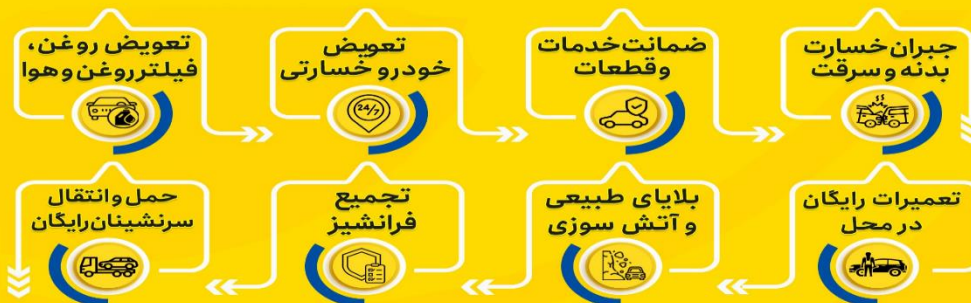 تعویض روغن،
فیلتر روغن و هوا
تعویض
خودرو خسارتی
24/7
ضمانت خدمات
و قطعات
جبران خسارت
بدنه و سرقت
تعمیرات رایگان
در محل
بلایای طبیعی
و آتش سوزی
تجمیع
فرانشیز
حمل و انتقال
سرنشینان رایگان